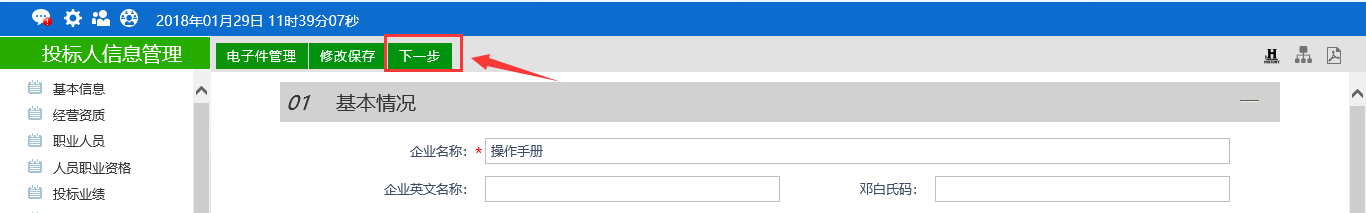 2018年01月29日 11时39分07秒
投标人信息管理
电子件管理 修改保存 下一步
基本信息
经营资质
职业人员
人员职业资格
投标业绩
01 基本情况
企业名称: * 操作手册
企业英文名称: 邓白氏码: